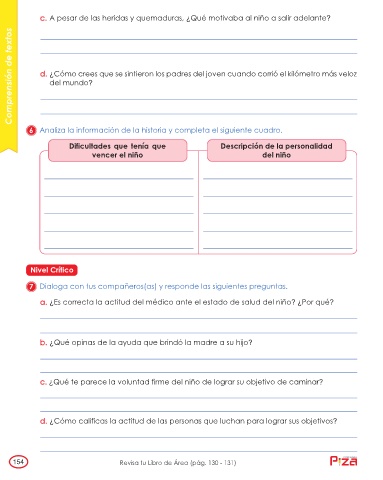 c. A pesar de las heridas y quemaduras, ¿Qué motivaba al niño a salir adelante?
d. ¿Cómo crees que se sintieron los padres del joven cuando corrió el kilómetro más veloz
del mundo?
Comprensión de textos
6 Analiza la información de la historia y completa el siguiente cuadro.
Dificultades que tenía que
vencer el niño
Descripción de la personalidad
del niño
Nivel Crítico
7 Dialoga con tus compañeros(as) y responde las siguientes preguntas.
a. ¿Es correcta la actitud del médico ante el estado de salud del niño? ¿Por qué?
b. ¿Qué opinas de la ayuda que brindó la madre a su hijo?
c. ¿Qué te parece la voluntad firme del niño de lograr su objetivo de caminar?
d. ¿Cómo calificas la actitud de las personas que luchan para lograr sus objetivos?
154
Revisa tu Libro de Área (pág. 130 - 131)